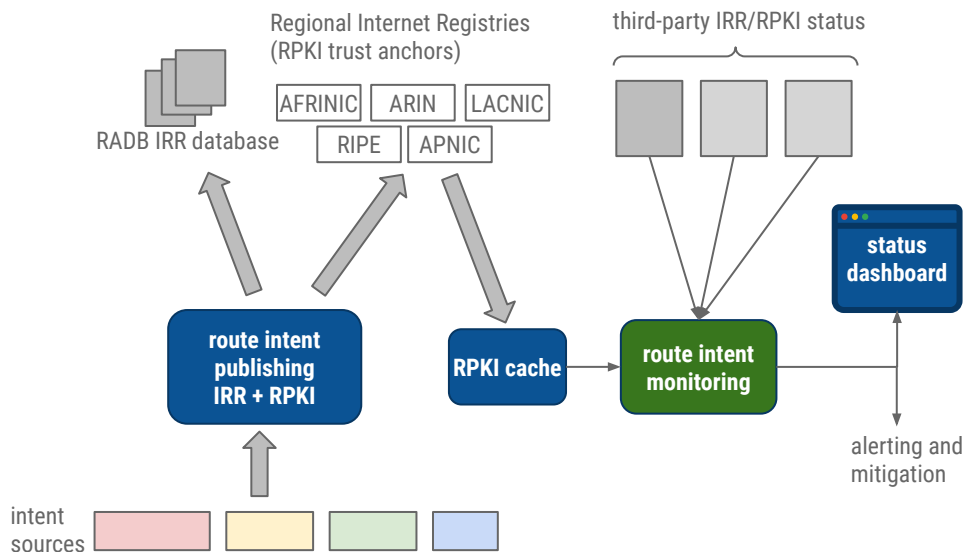 Regional Internet Registries
(RPKI trust anchors)
third-party IRR/RPKI status
AFRINIC
ARIN
LACNIC
RIPE
APNIC
RADB IRR database
status
dashboard
route intent
publishing
IRR + RPKI
RPKI cache
route intent
monitoring
alerting and
mitigation
intent
sources